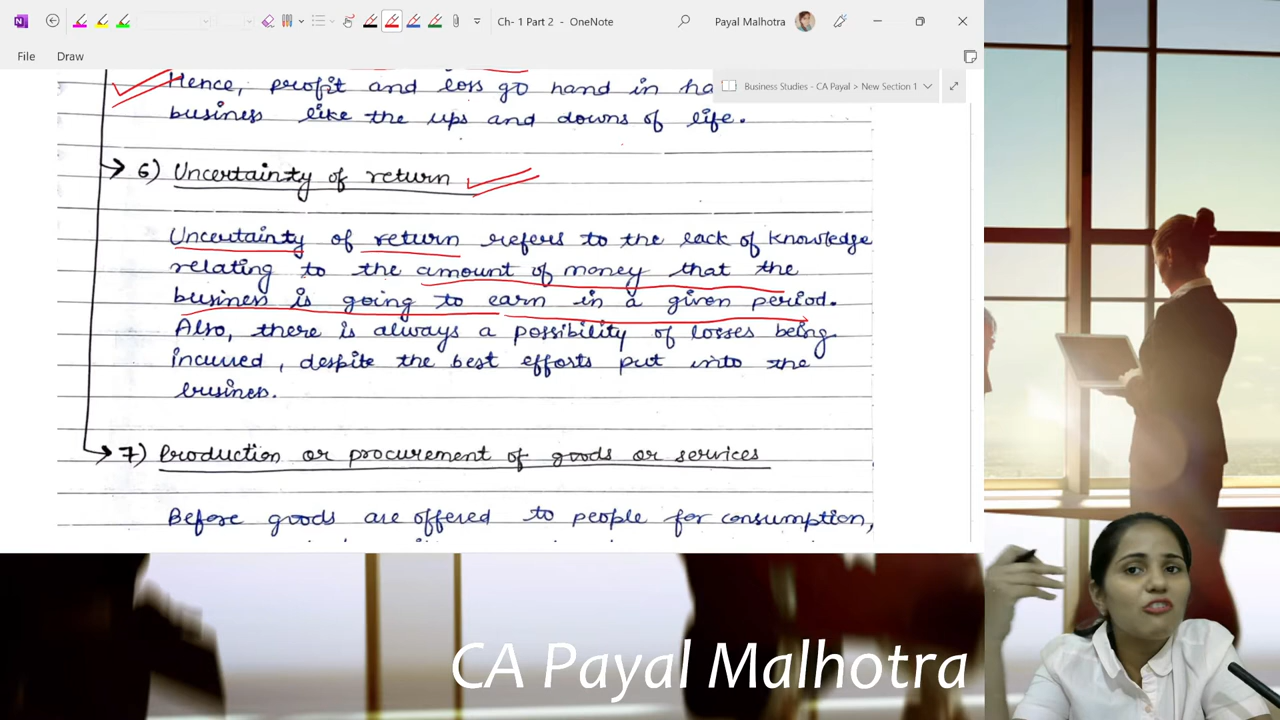 Ch- 1 Part 2 - OneNote
Payal Malhotra
File Draw
Business Studies - CA Payal > New Section 1
Hence, profit and loss go hand in
business like the ups and downs of life.
6) Uncertainty of return
Uncertainty of return refers to the lack of knowledge
relating to the amount of money that the
business is going to earn in a given period.
Also, there is always a possibility of losses being
incurred, despite the best efforts put into the
business.
7) Production or procurement of goods or services
Before goods are offered to people for consumption,
CA Payal Malhotra